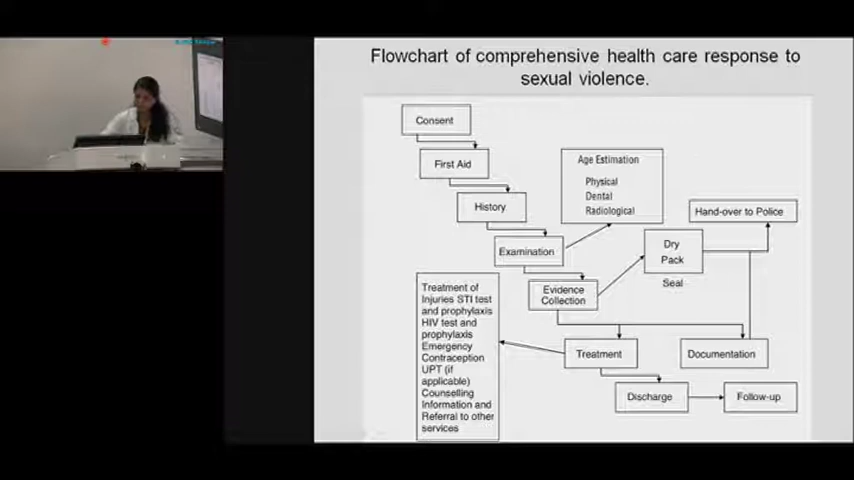 Flowchart of comprehensive health care response to
sexual violence.
Consent
First Aid
History
Examination
Age Estimation
Physical
Dental
Radiological
Hand-over to Police
Dry
Pack
Seal
Evidence
Collection
Treatment of
Injuries STI test
and prophylaxis
HIV test and
prophylaxis
Emergency
Contraception
UPT (if
applicable)
Counselling
Information and
Referral to other
services
Treatment
Documentation
Discharge
Follow-up